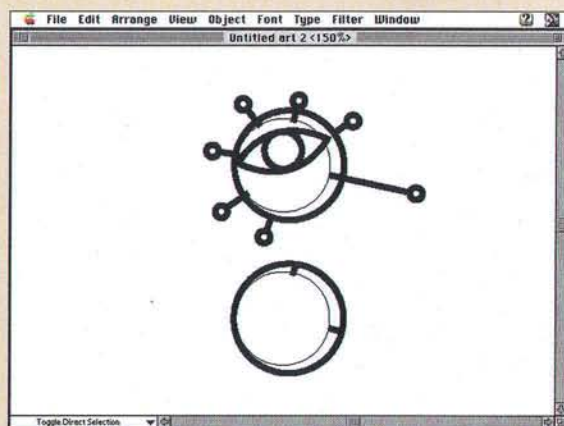 File Edit Arrange View Object Font Type Filter Window
Untitled art 2 <150%>
Toggle Direct Selection